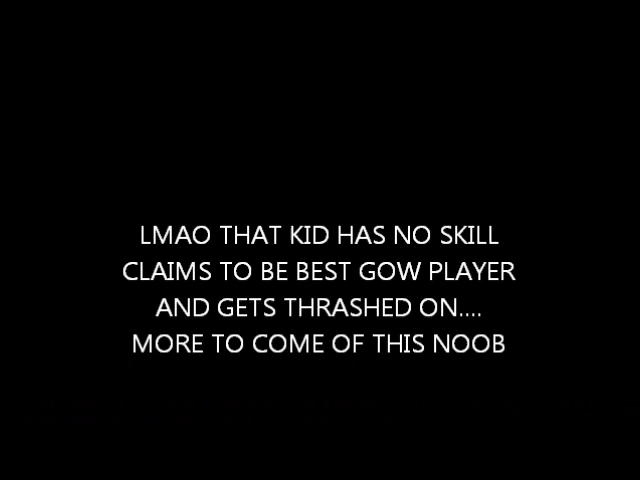 LMAO THAT KID HAS NO SKILL
CLAIMS TO BE BEST GOW PLAYER
AND GETS THRASHED ON....
MORE TO COME OF THIS NOOB